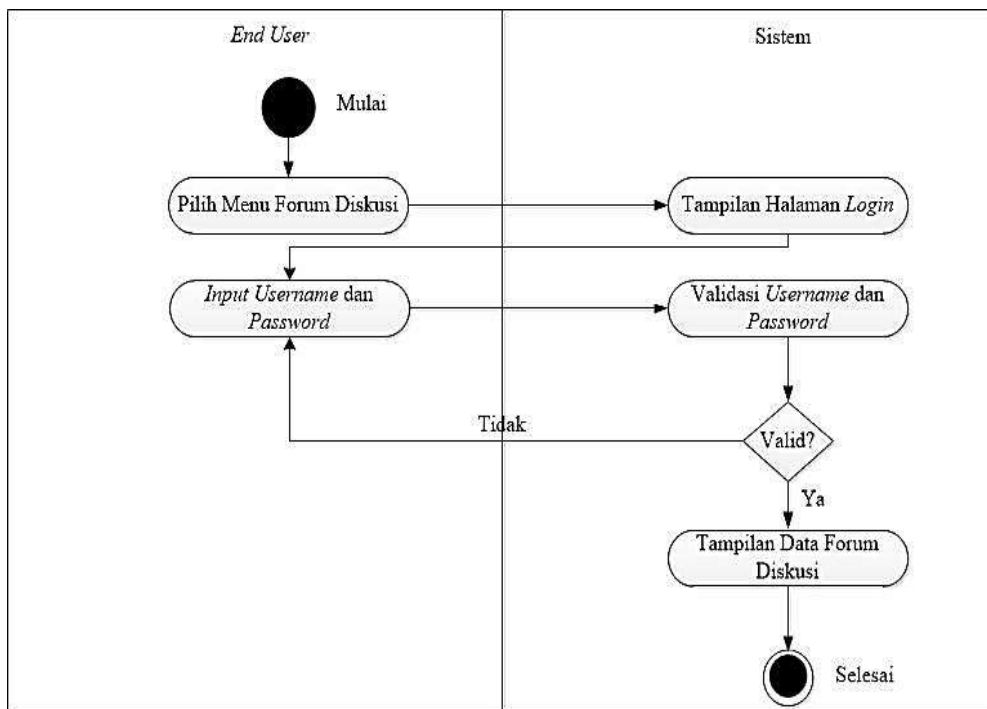 End User
Sistem
Mulai
Pilih Menu Forum Diskusi
Tampilan Halaman Login
Input Username dan
Password
Validasi Username dan
Password
Valid?
Tidak
Ya
Tampilan Data Forum
Diskusi
Selesai